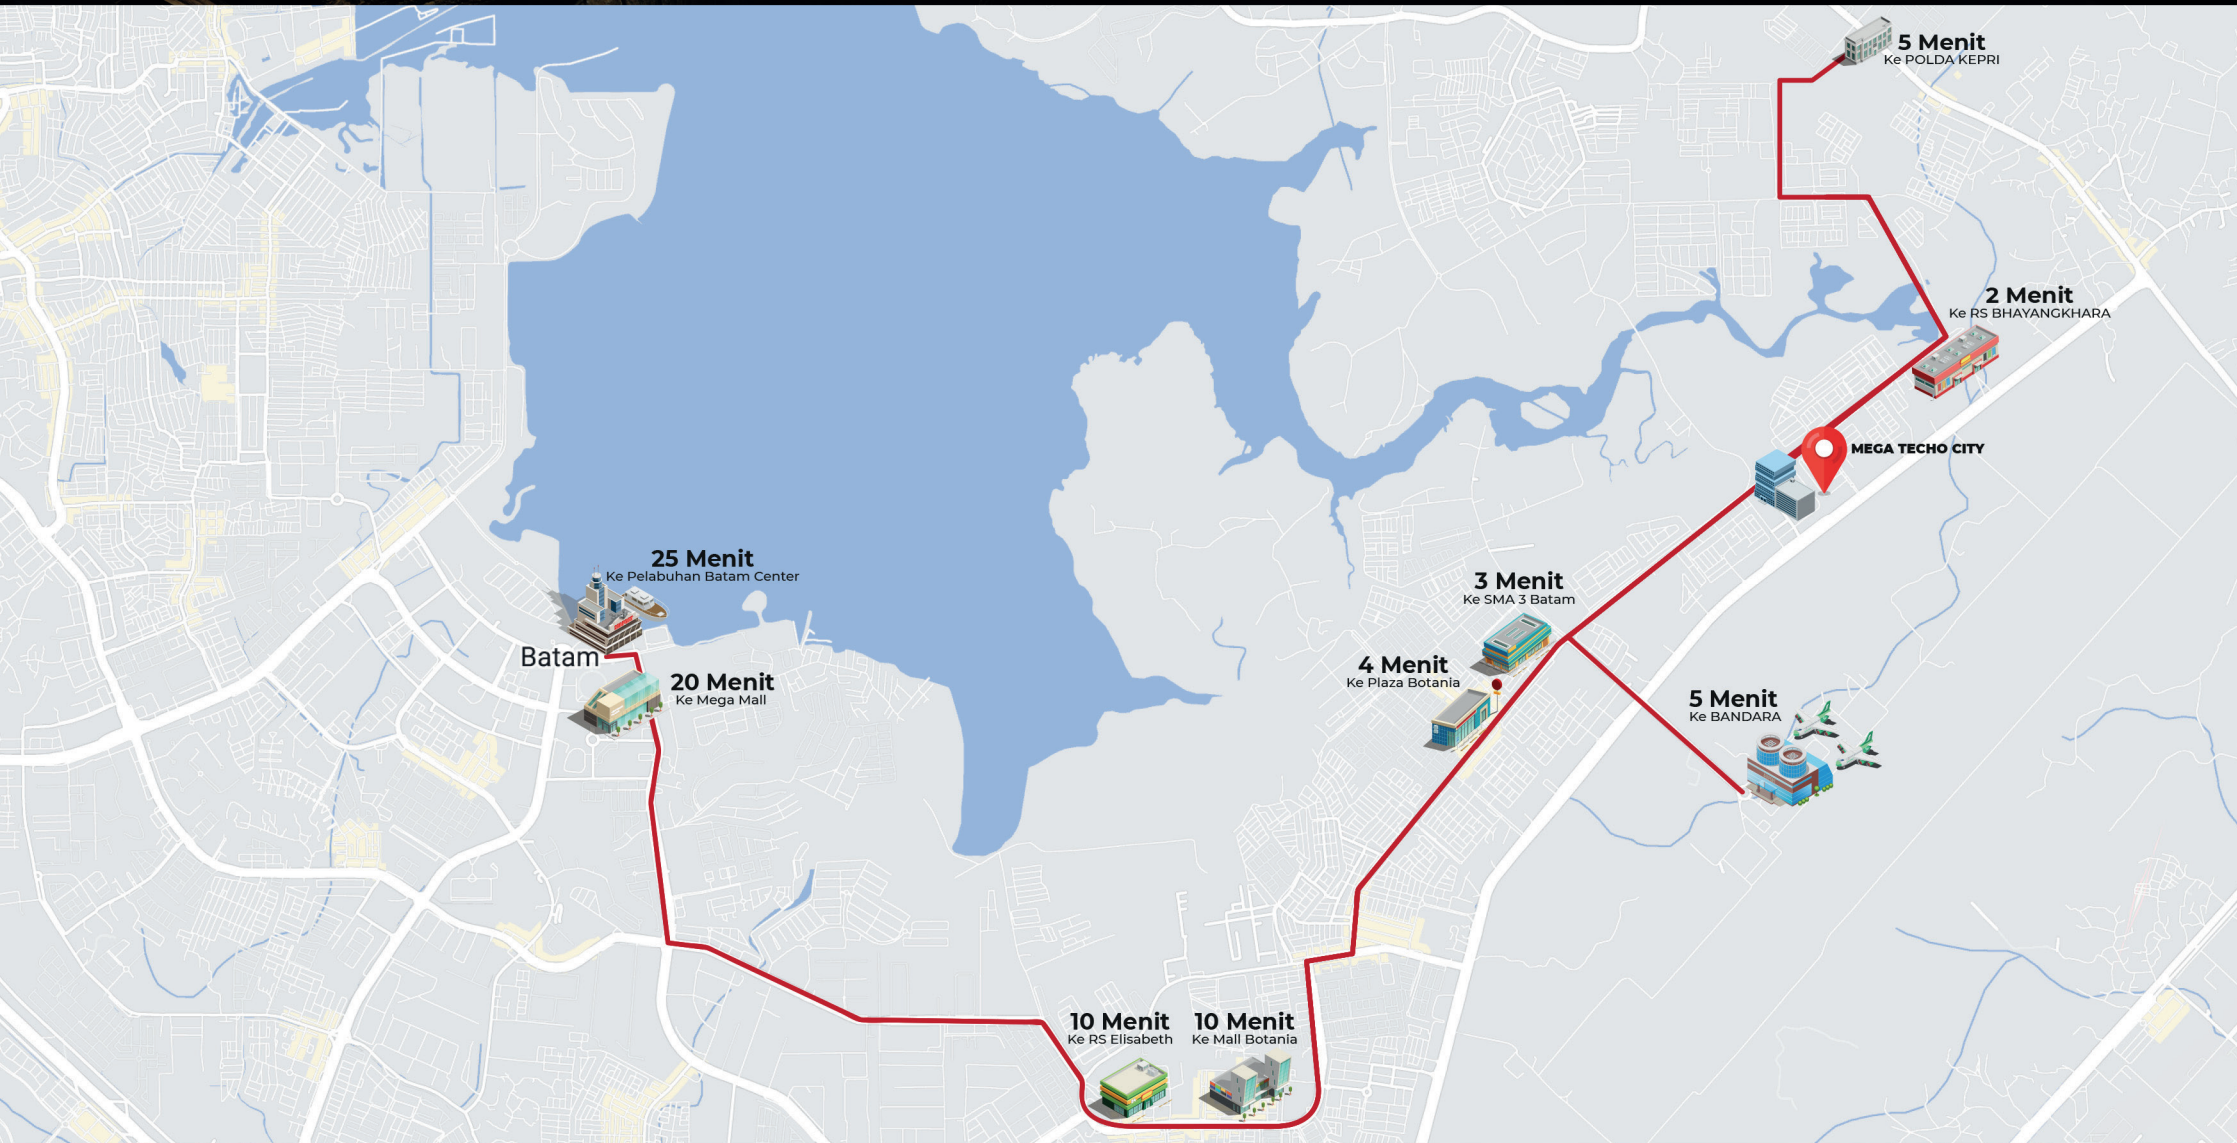 5 Menit
Ke POLDA KEPRI
2 Menit
Ke RS BHAYANGKHARA
MEGA TECHO CITY
25 Menit
Ke Pelabuhan Batam Center
Batam
20 Menit
Ke Mega Mall
3 Menit
Ke SMA 3 Batam
4 Menit
Ke Plaza Botania
5 Menit
Ke BANDARA
10 Menit
Ke RS Elisabeth
10 Menit
Ke Mall Botania